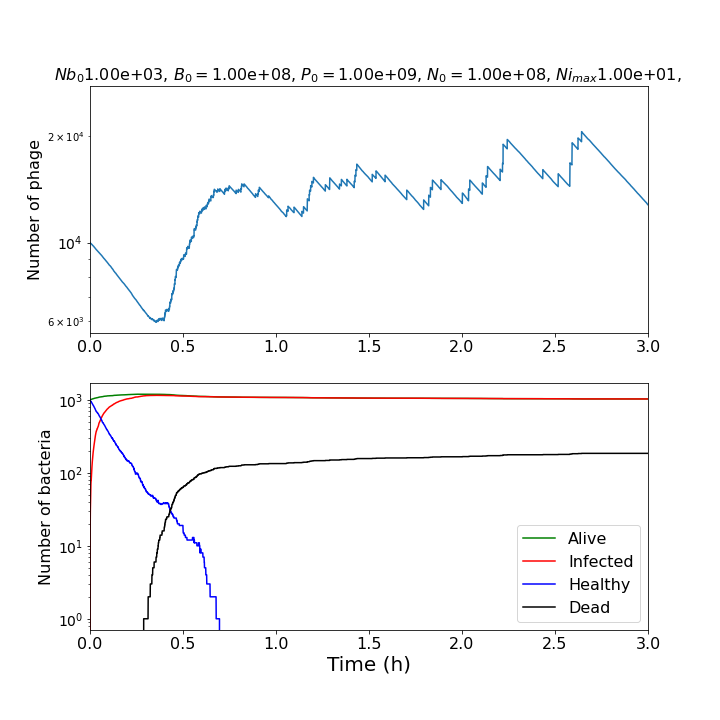 Nb₀1.00e+03, B₀ = 1.00e+08, P₀ = 1.00e+09, N₀ = 1.00e+08, Ni_max1.00e+01,
Number of phage
2 × 10⁴
10⁴
6 × 10³
0.0 0.5 1.0 1.5 2.0 2.5 3.0
Number of bacteria
10³
10²
10¹
10⁰
Alive
Infected
Healthy
Dead
0.0 0.5 1.0 1.5 2.0 2.5 3.0
Time (h)